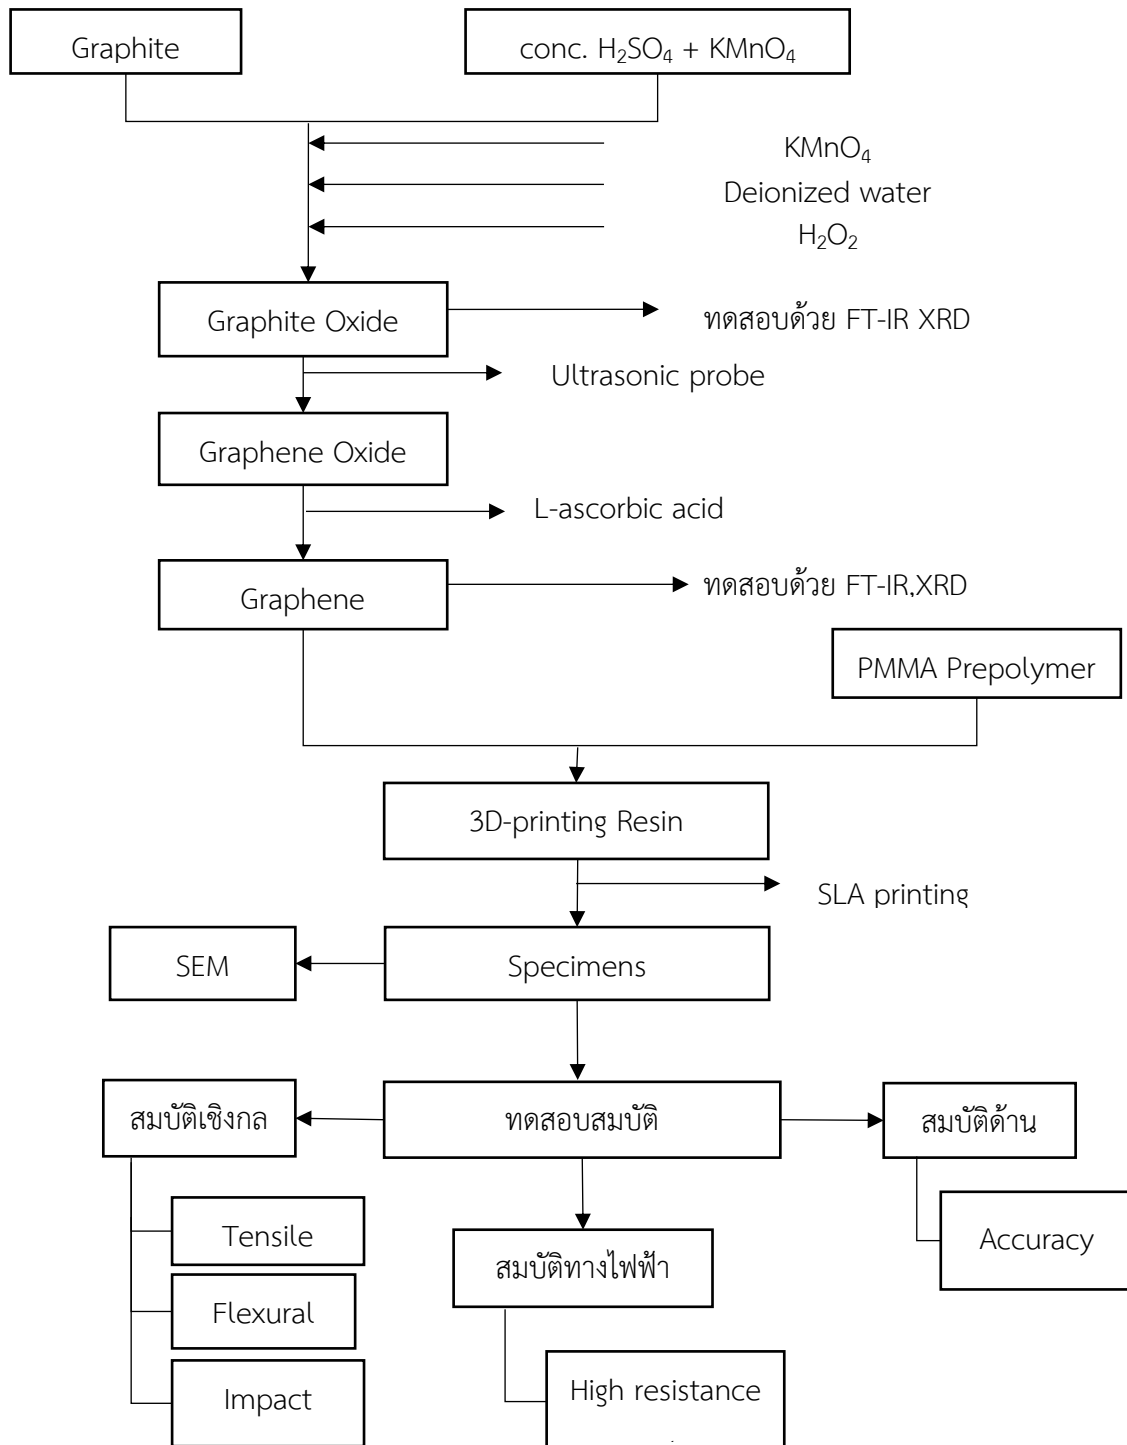 Graphite
conc. H₂SO₄ + KMnO₄
KMnO₄
Deionized water
H₂O₂
Graphite Oxide
ทดสอบด้วย FT-IR XRD
Ultrasonic probe
Graphene Oxide
L-ascorbic acid
Graphene
ทดสอบด้วย FT-IR,XRD
PMMA Prepolymer
3D-printing Resin
SLA printing
SEM
Specimens
สมบัติเชิงกล
ทดสอบสมบัติ
สมบัติด้าน
Tensile
สมบัติทางไฟฟ้า
Accuracy
Flexural
Impact
High resistance